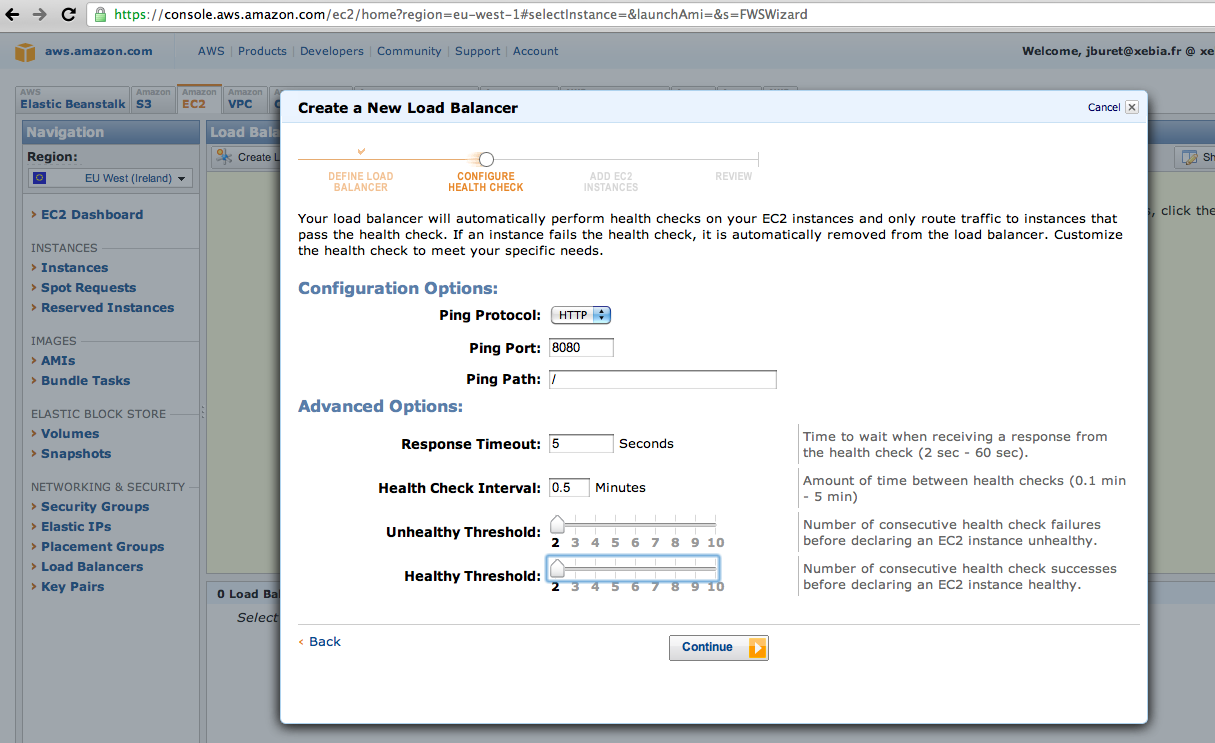 https://console.aws.amazon.com/ec2/home?region=eu-west-1#selectInstance=&launchAmi=&s=FWSWizard
aws.amazon.com
AWS | Products | Developers | Community | Support | Account
Welcome, jburet@xebia.fr @ xe
AWS
Elastic Beanstalk
Amazon
S3
Amazon
EC2
Amazon
VPC
Navigation
Region:
EU West (Ireland)
EC2 Dashboard
INSTANCES
Instances
Spot Requests
Reserved Instances
IMAGES
AMIs
Bundle Tasks
ELASTIC BLOCK STORE
Volumes
Snapshots
NETWORKING & SECURITY
Security Groups
Elastic IPs
Placement Groups
Load Balancers
Key Pairs
Load Bala
Create L
Sh
s, click the
0 Load Ba
Select
Create a New Load Balancer
Cancel
DEFINE LOAD
BALANCER
CONFIGURE
HEALTH CHECK
ADD EC2
INSTANCES
REVIEW
Your load balancer will automatically perform health checks on your EC2 instances and only route traffic to instances that
pass the health check. If an instance fails the health check, it is automatically removed from the load balancer. Customize
the health check to meet your specific needs.
Configuration Options:
Ping Protocol: HTTP
Ping Port: 8080
Ping Path: /
Advanced Options:
Response Timeout: 5 Seconds
Time to wait when receiving a response from
the health check (2 sec - 60 sec).
Health Check Interval: 0.5 Minutes
Amount of time between health checks (0.1 min
- 5 min)
Unhealthy Threshold:
2 3 4 5 6 7 8 9 10
Number of consecutive health check failures
before declaring an EC2 instance unhealthy.
Healthy Threshold:
2 3 4 5 6 7 8 9 10
Number of consecutive health check successes
before declaring an EC2 instance healthy.
< Back
Continue